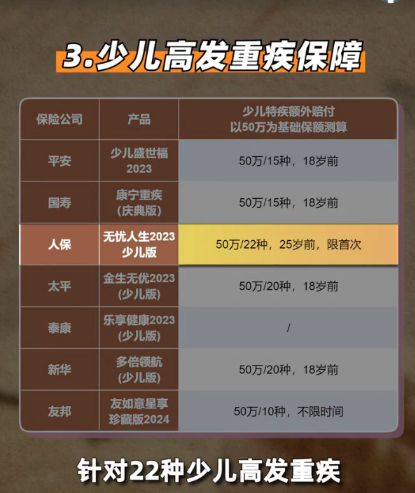 3.少儿高发重疾保障
保险公司 产品 少儿特疾额外赔付
以50万为基础保额测算
平安 少儿盛世福
2023 50万/15种，18岁前
国寿 康宁重疾
(庆典版) 50万/15种，18岁前
人保 无忧人生2023
少儿版 50万/22种，25岁前，限首次
太平 金生无忧2023
(少儿版) 50万/20种，18岁前
泰康 乐享健康2023
(少儿版) /
新华 多倍领航
(少儿版) 50万/20种，18岁前
友邦 友如意星享
珍藏版2024 50万/10种，不限时间
针对22种少儿高发重疾